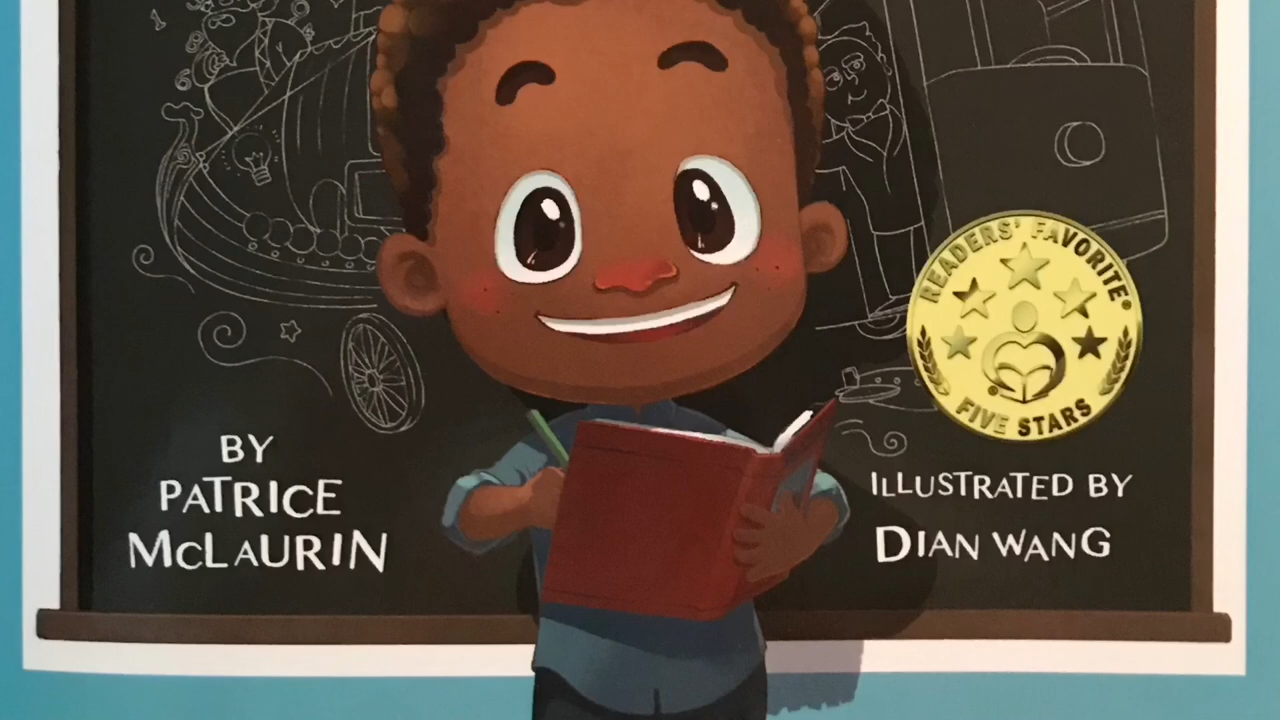 BY
PATRICE
McLAURIN
READERS' FAVORITE®
FIVE STARS
ILLUSTRATED BY
DIAN WANG